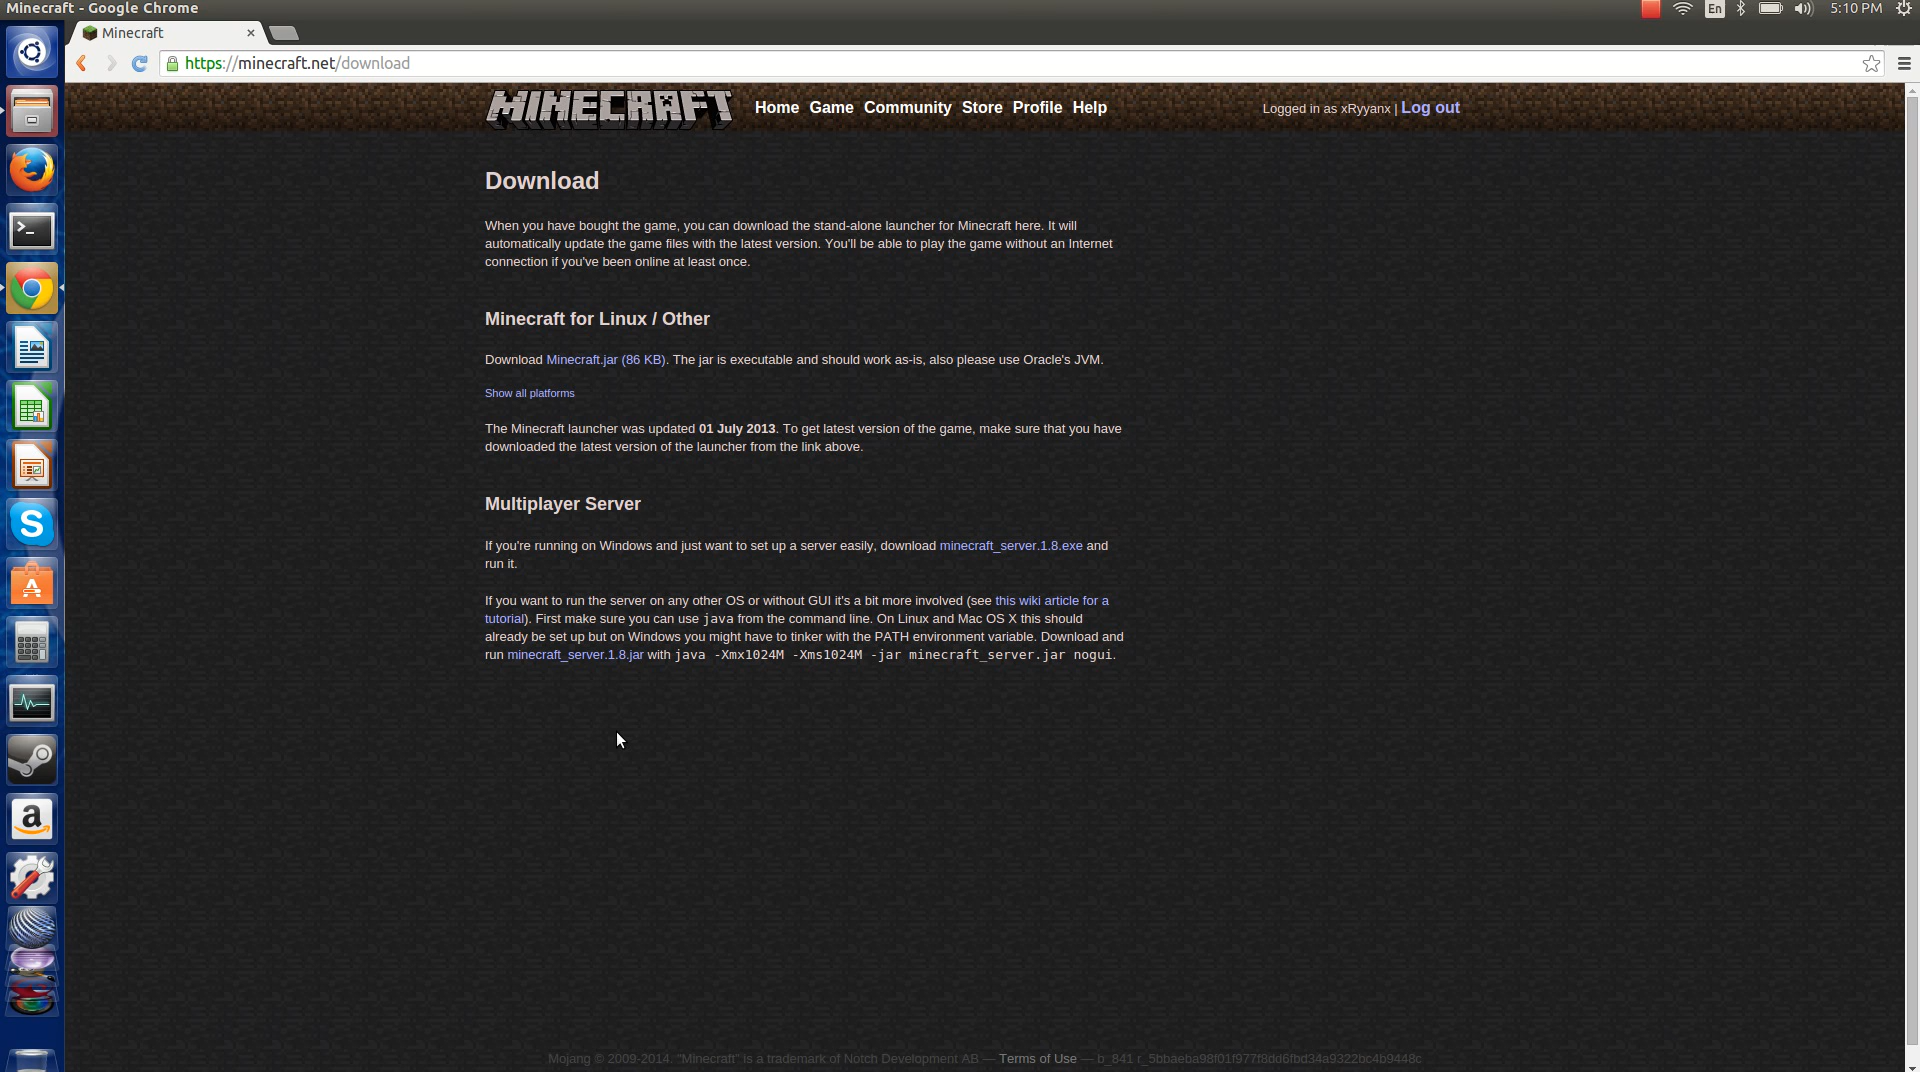 Minecraft - Google Chrome
En
5:10 PM
Minecraft
https://minecraft.net/download
MINECRAFT
Home Game Community Store Profile Help
Logged in as xRyyanx | Log out
Download
When you have bought the game, you can download the stand-alone launcher for Minecraft here. It will
automatically update the game files with the latest version. You'll be able to play the game without an Internet
connection if you've been online at least once.
Minecraft for Linux / Other
Download Minecraft.jar (86 KB). The jar is executable and should work as-is, also please use Oracle's JVM.
Show all platforms
The Minecraft launcher was updated 01 July 2013. To get latest version of the game, make sure that you have
downloaded the latest version of the launcher from the link above.
Multiplayer Server
If you're running on Windows and just want to set up a server easily, download minecraft_server.1.8.exe and
run it.
If you want to run the server on any other OS or without GUI it's a bit more involved (see this wiki article for a
tutorial). First make sure you can use java from the command line. On Linux and Mac OS X this should
already be set up but on Windows you might have to tinker with the PATH environment variable. Download and
run minecraft_server.1.8.jar with java -Xmx1024M -Xms1024M -jar minecraft_server.jar nogui.
Mojang © 2009-2014. "Minecraft" is a trademark of Notch Development AB — Terms of Use — b_841 r_5bbaeba98f01f977f8dd6fbd34a9322bc4b9448c